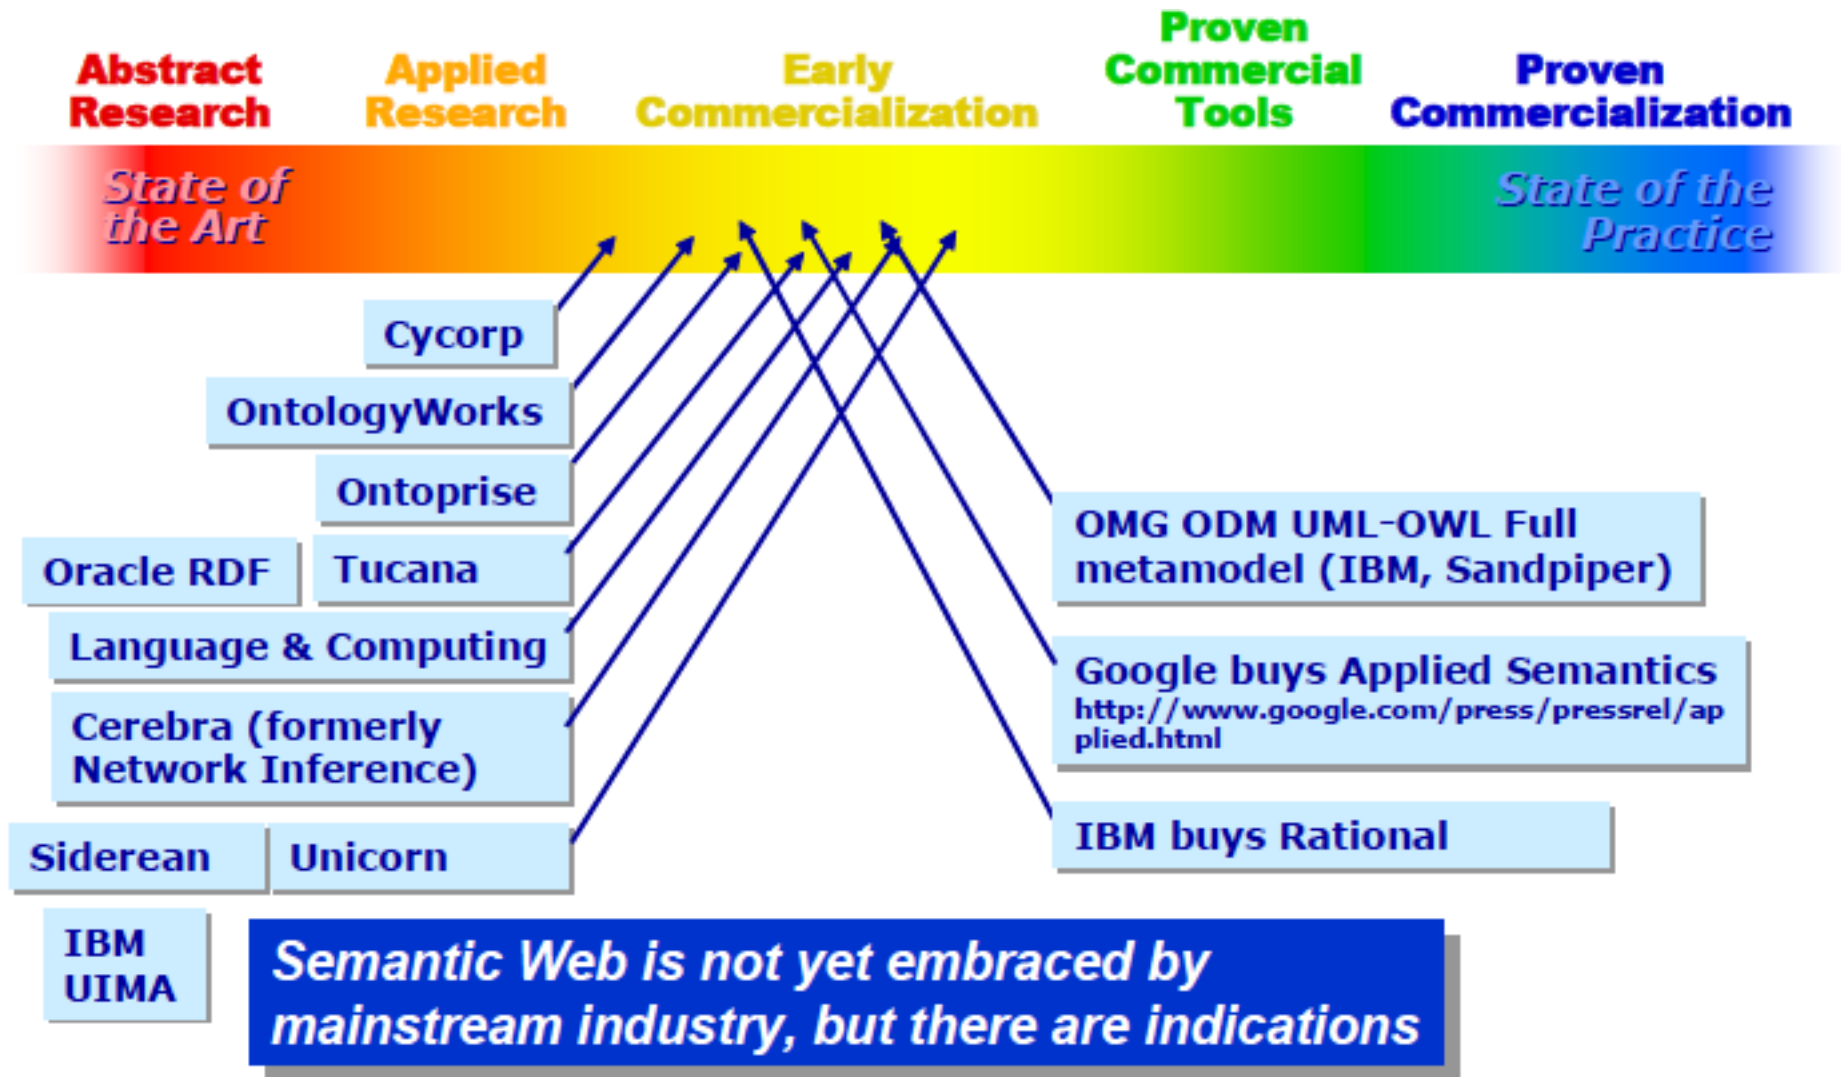 Abstract
Research
Applied
Research
Early
Commercialization
Proven
Commercial
Tools
Proven
Commercialization
State of
the Art
State of the
Practice
Cycorp
OntologyWorks
Ontoprise
Oracle RDF
Tucana
Language & Computing
Cerebra (formerly
Network Inference)
Siderean
Unicorn
IBM
UIMA
OMG ODM UML-OWL Full
metamodel (IBM, Sandpiper)
Google buys Applied Semantics
http://www.google.com/press/pressrel/ap
plied.html
IBM buys Rational
Semantic Web is not yet embraced by
mainstream industry, but there are indications